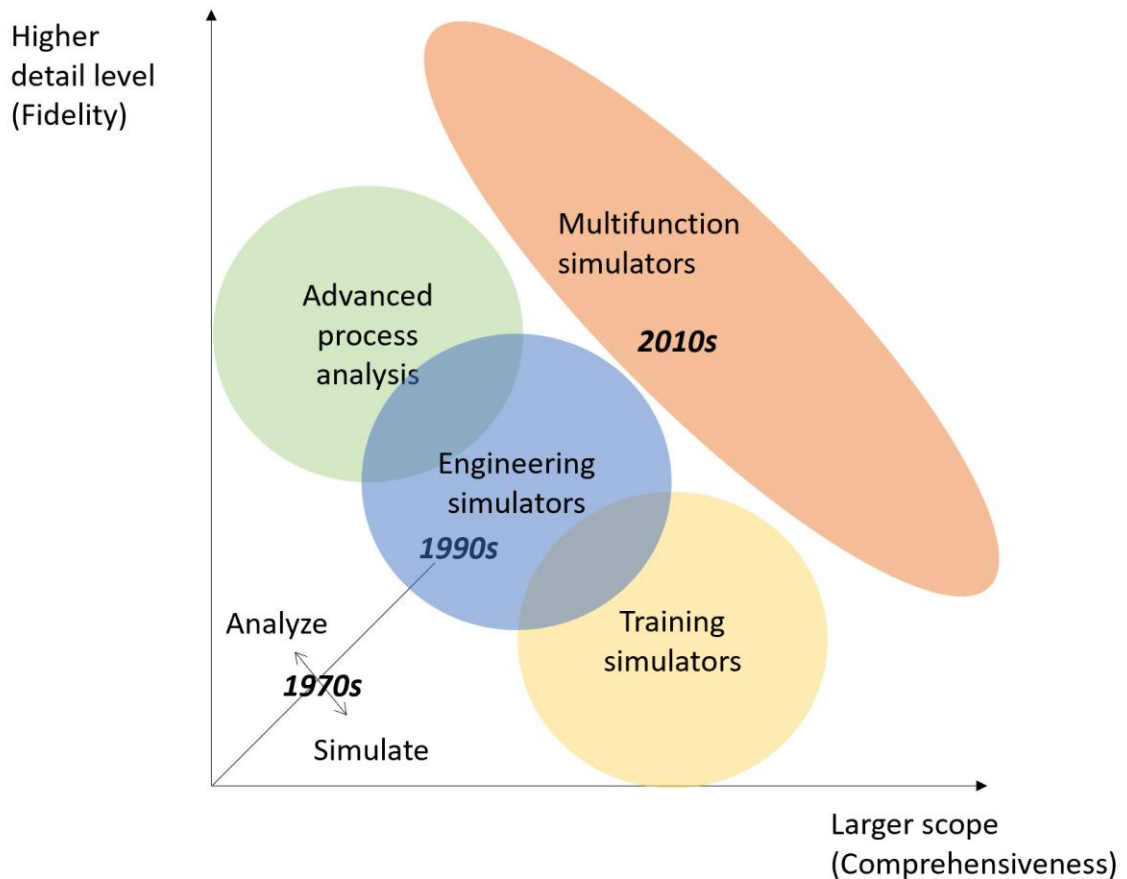 Higher
detail level
(Fidelity)
Multifunction
simulators
2010s
Advanced
process
analysis
Engineering
simulators
1990s
Analyze
1970s
Simulate
Training
simulators
Larger scope
(Comprehensiveness)